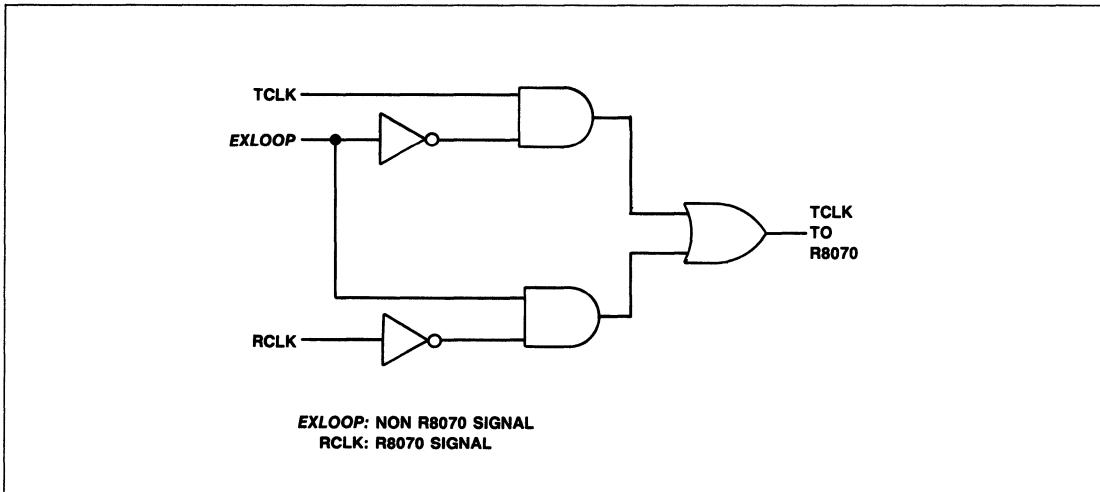 TCLK
EXLOOP
RCLK
TCLK
TO
R8070
EXLOOP: NON R8070 SIGNAL
RCLK: R8070 SIGNAL